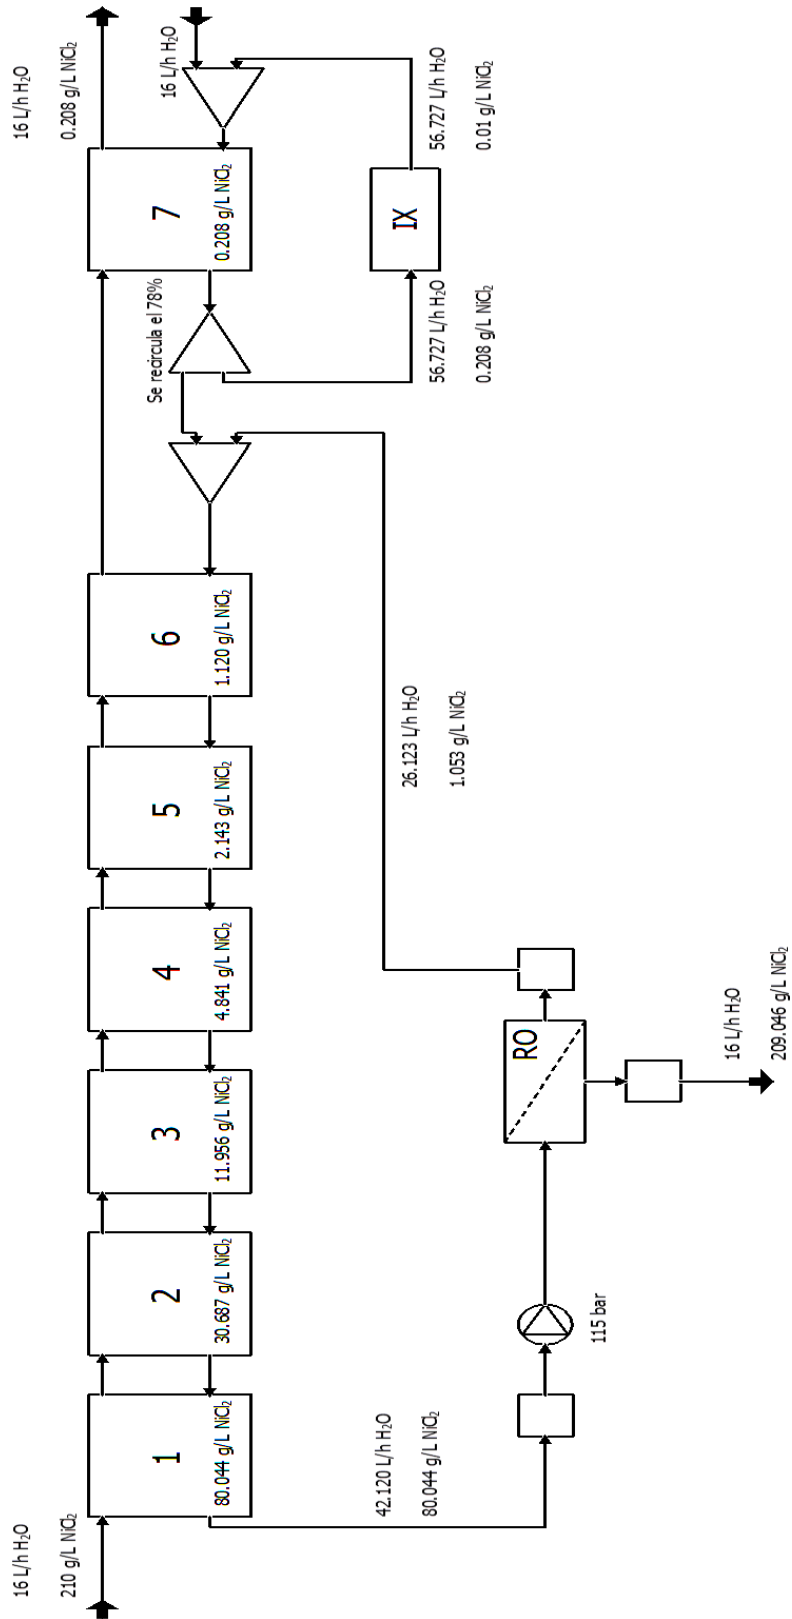 16 L/h H₂O
210 g/L NiCl₂
1
80.044 g/L NiCl₂
2
30.687 g/L NiCl₂
3
11.956 g/L NiCl₂
4
4.841 g/L NiCl₂
5
2.143 g/L NiCl₂
6
1.120 g/L NiCl₂
7
0.208 g/L NiCl₂
16 L/h H₂O
0.208 g/L NiCl₂
16 L/h H₂O
Se recircula el 78%
56.727 L/h H₂O
0.208 g/L NiCl₂
IX
56.727 L/h H₂O
0.01 g/L NiCl₂
42.120 L/h H₂O
80.044 g/L NiCl₂
26.123 L/h H₂O
1.053 g/L NiCl₂
115 bar
RO
16 L/h H₂O
209.046 g/L NiCl₂